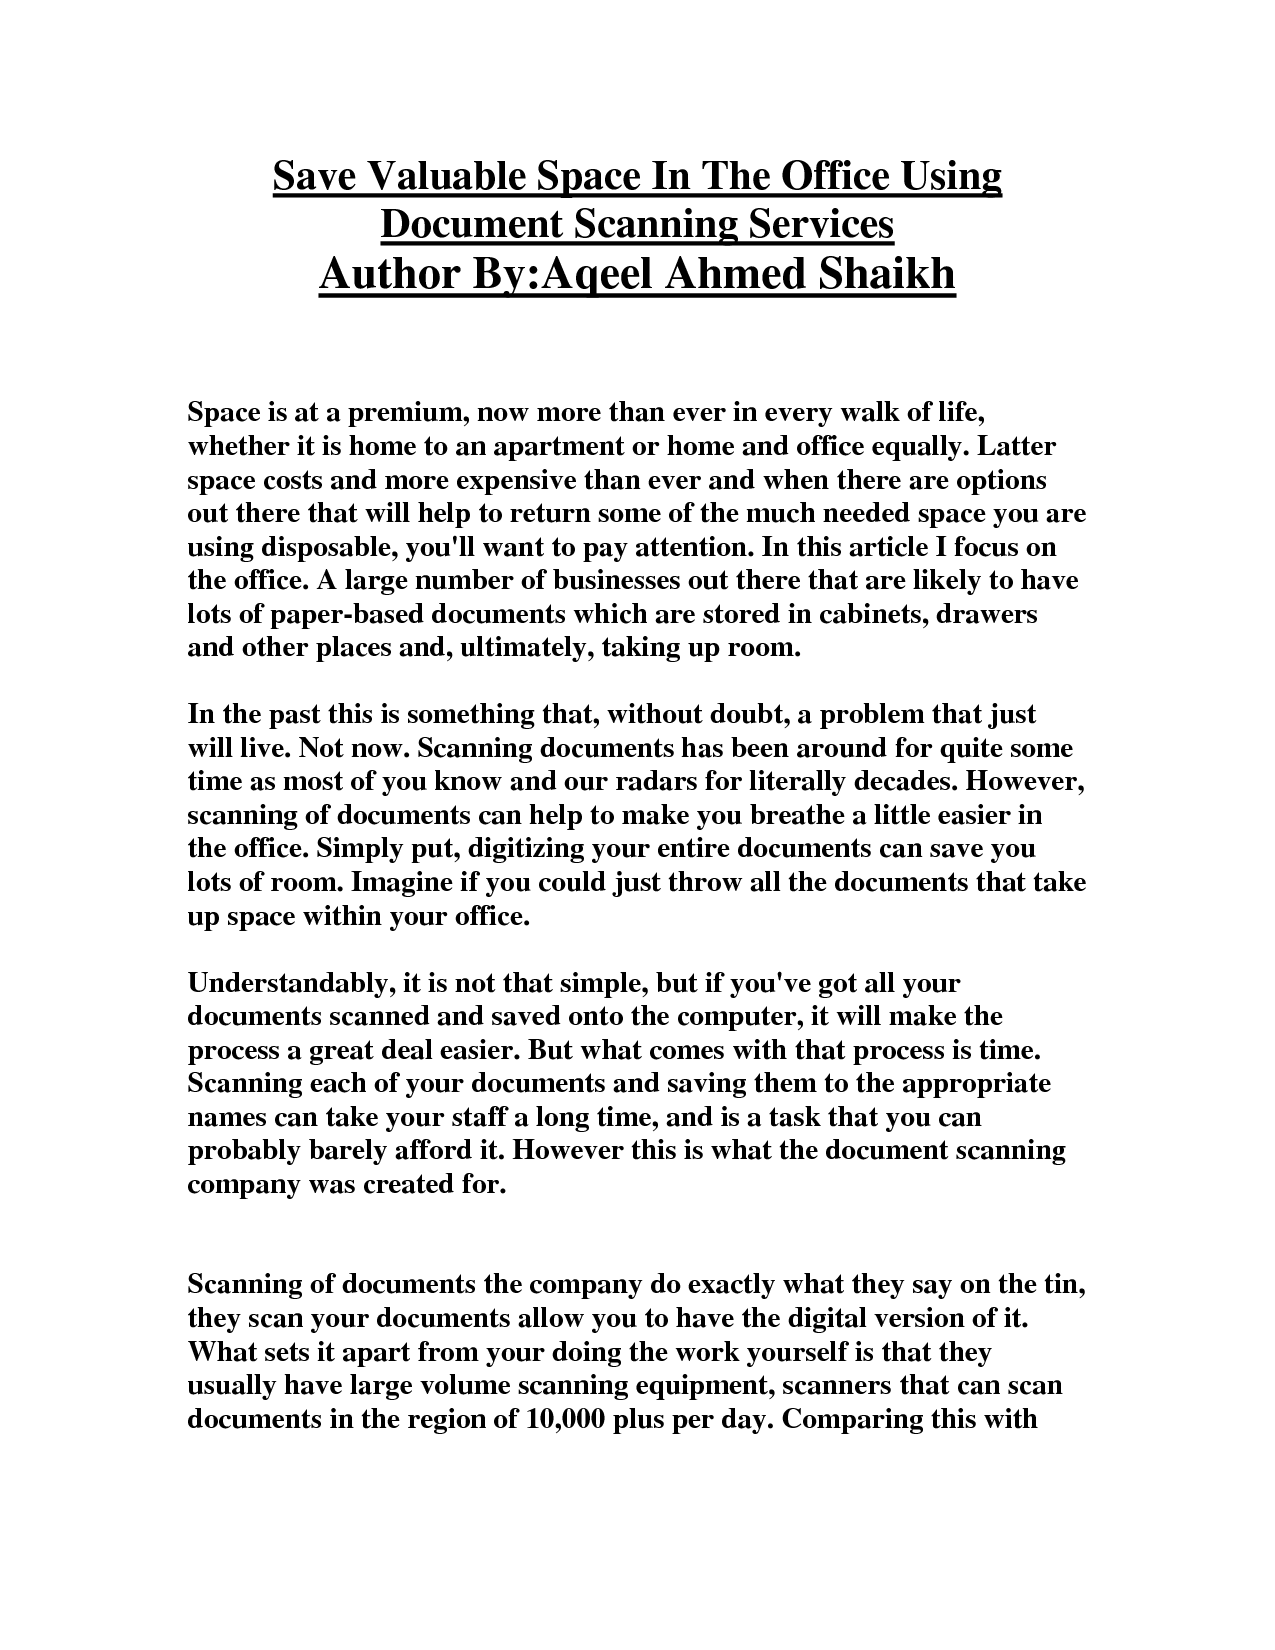 Save Valuable Space In The Office Using
Document Scanning Services
Author By:Aqeel Ahmed Shaikh
Space is at a premium, now more than ever in every walk of life,
whether it is home to an apartment or home and office equally. Latter
space costs and more expensive than ever and when there are options
out there that will help to return some of the much needed space you are
using disposable, you'll want to pay attention. In this article I focus on
the office. A large number of businesses out there that are likely to have
lots of paper-based documents which are stored in cabinets, drawers
and other places and, ultimately, taking up room.
In the past this is something that, without doubt, a problem that just
will live. Not now. Scanning documents has been around for quite some
time as most of you know and our radars for literally decades. However,
scanning of documents can help to make you breathe a little easier in
the office. Simply put, digitizing your entire documents can save you
lots of room. Imagine if you could just throw all the documents that take
up space within your office.
Understandably, it is not that simple, but if you've got all your
documents scanned and saved onto the computer, it will make the
process a great deal easier. But what comes with that process is time.
Scanning each of your documents and saving them to the appropriate
names can take your staff a long time, and is a task that you can
probably barely afford it. However this is what the document scanning
company was created for.
Scanning of documents the company do exactly what they say on the tin,
they scan your documents allow you to have the digital version of it.
What sets it apart from your doing the work yourself is that they
usually have large volume scanning equipment, scanners that can scan
documents in the region of 10,000 plus per day. Comparing this with